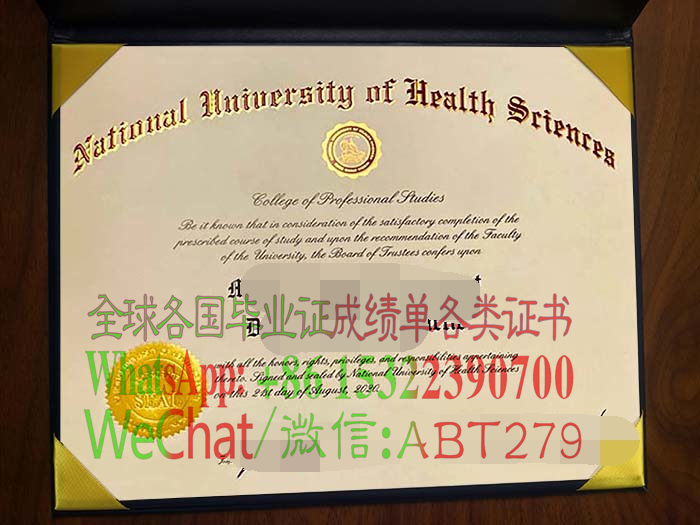 National University of Health Sciences
College of Professional Studies
Be it known that in consideration of the satisfactory completion of the
prescribed course of study and upon the recommendation of the Faculty
of the University, the Board of Trustees confers upon
全球各国毕业证成绩单各类证书
with all the honors, rights, privileges, and responsibilities appertaining
WhatsApp: +86 15522390700
thereto. Signed and sealed by National University of Health Sciences
on this 21st day of August, 2020
SEAL
WeChat/微信:ABT279